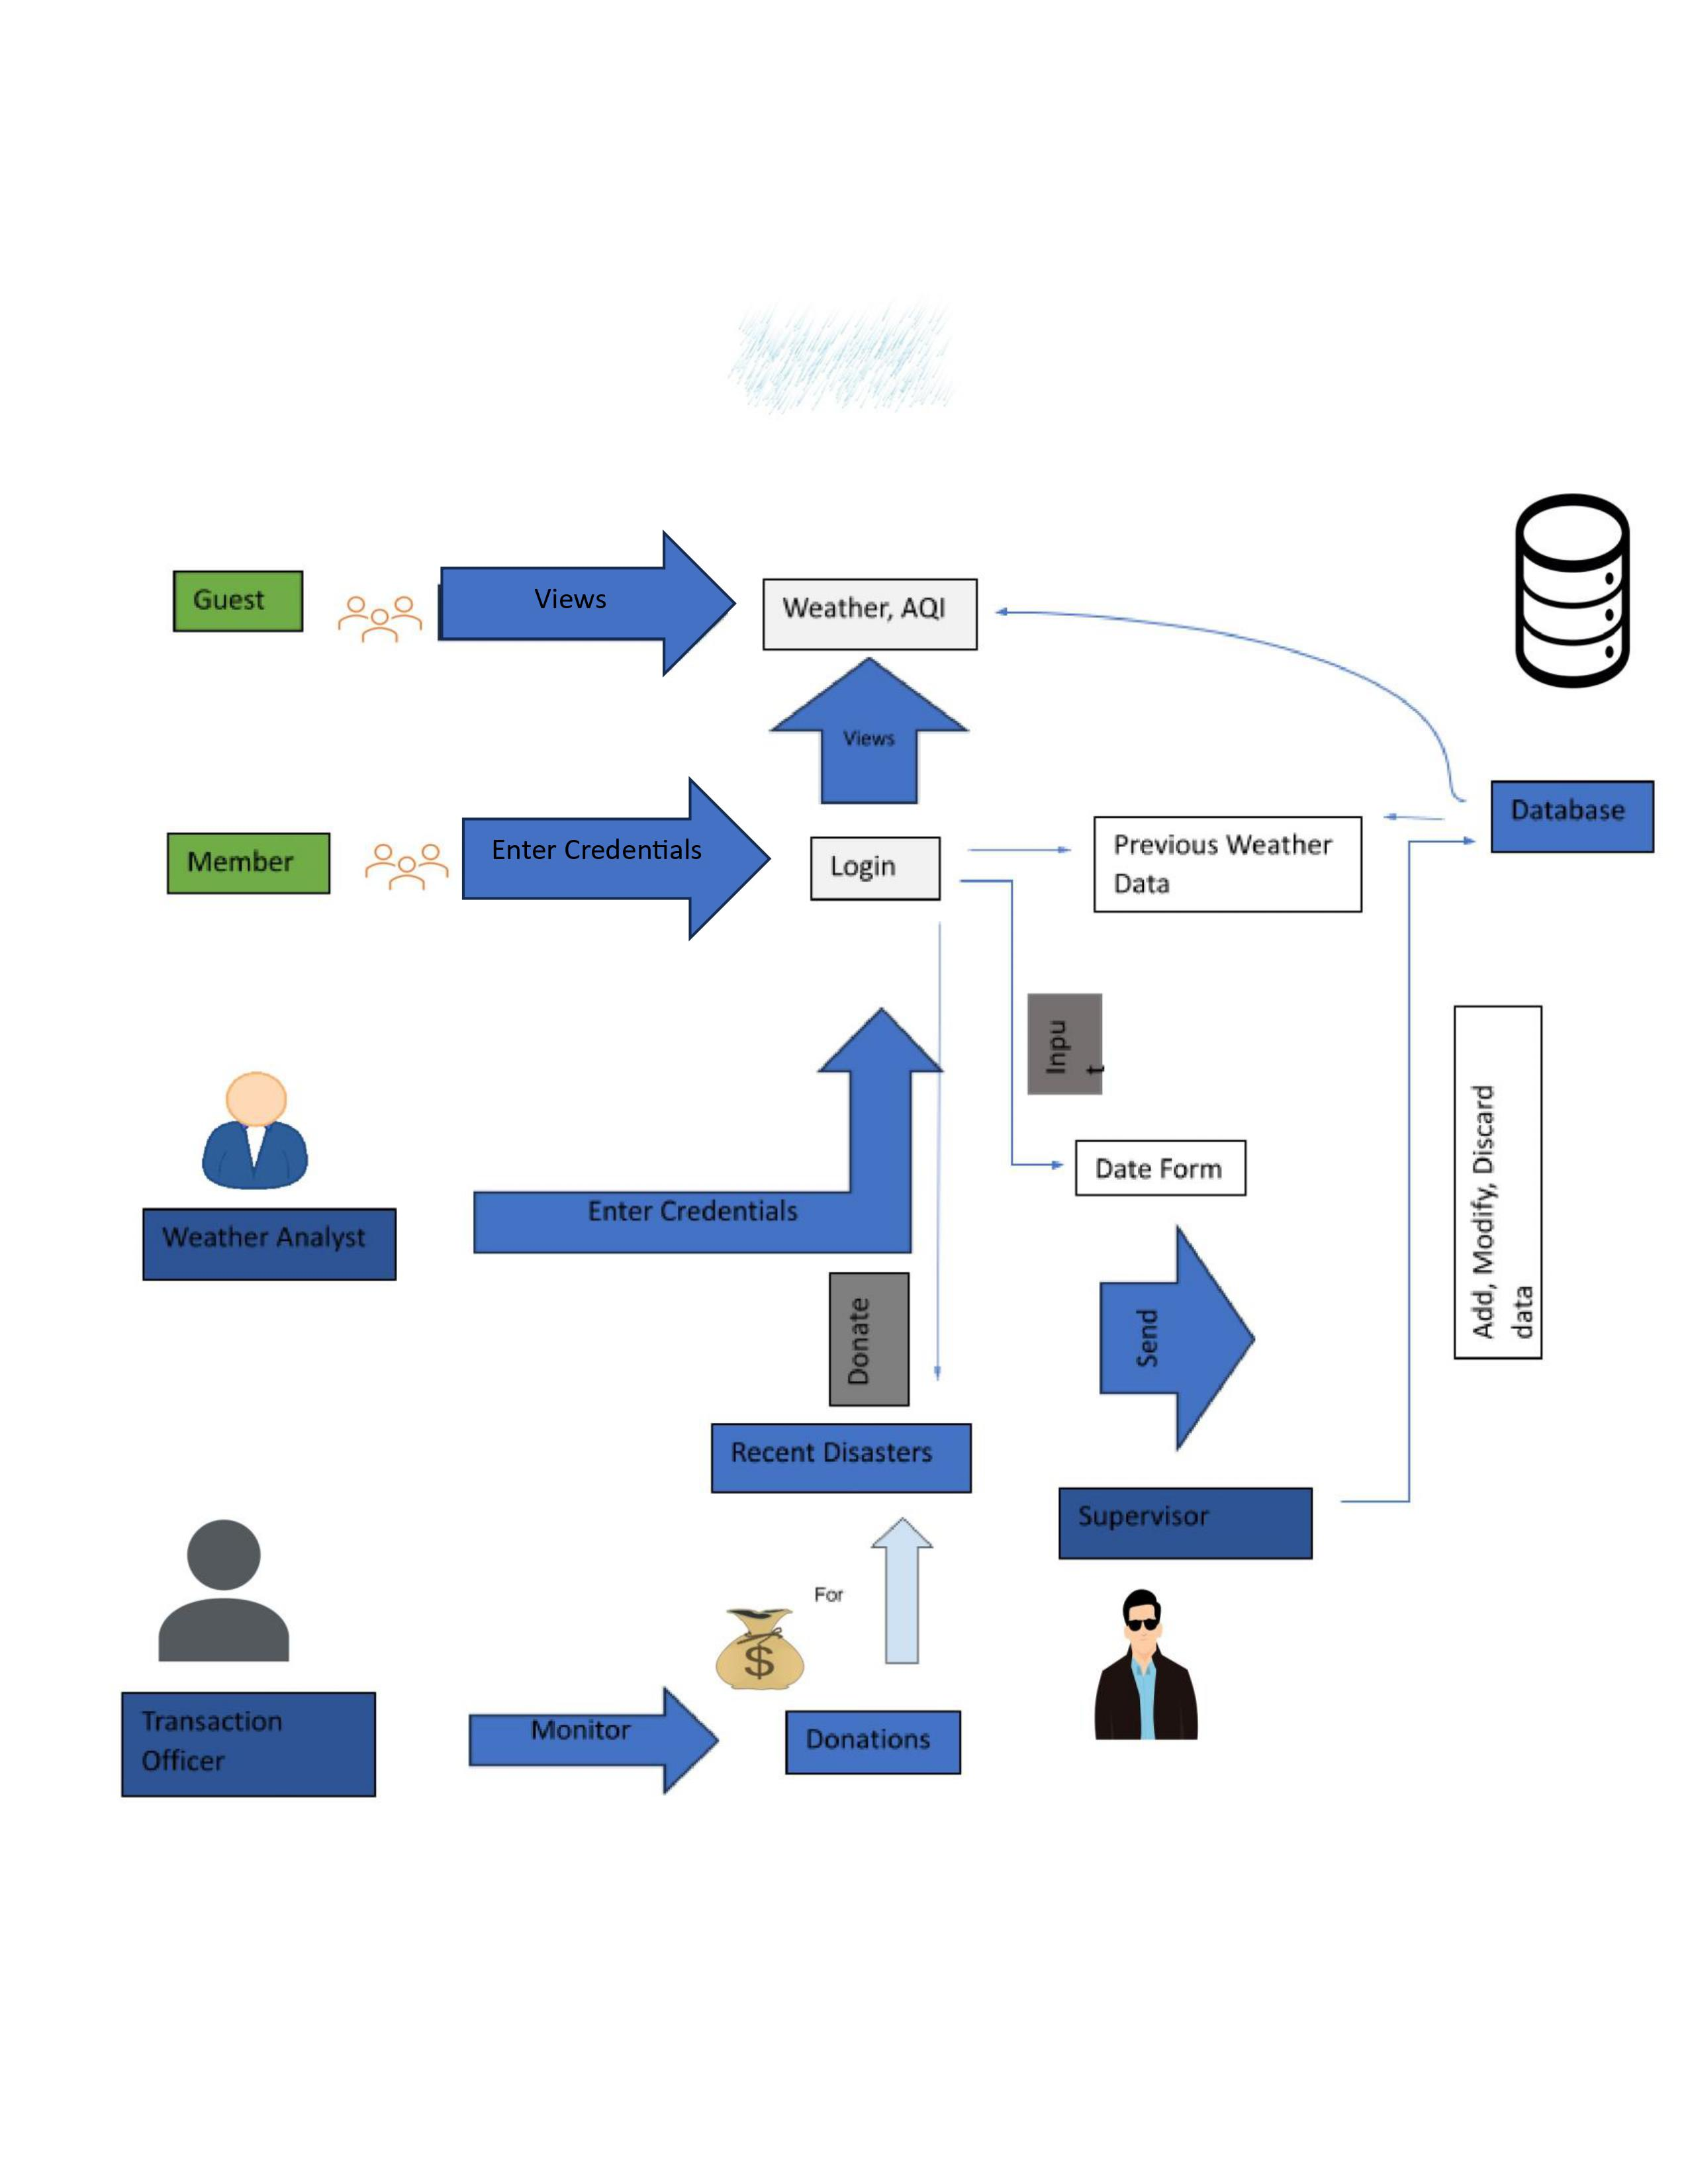 Guest
Views
Weather, AQI
Views
Database
Member
Enter Credentials
Login
Previous Weather
Data
Inpu
t
Date Form
Add, Modify, Discard
data
Weather Analyst
Enter Credentials
Donate
Send
Recent Disasters
Supervisor
For
$
Transaction
Officer
Monitor
Donations